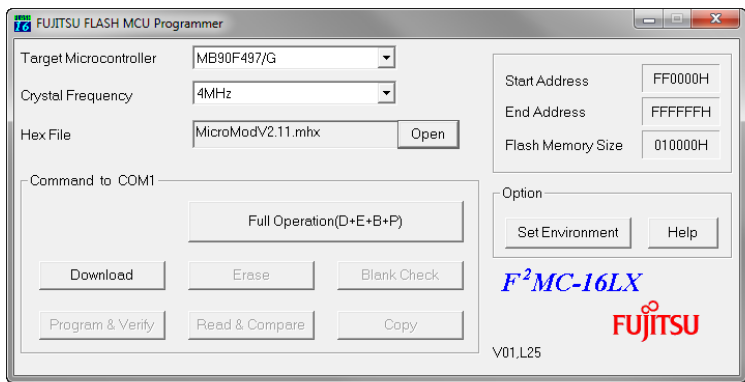 FUJITSU FLASH MCU Programmer
Target Microcontroller
MB90F497/G
Crystal Frequency
4MHz
Hex File
MicroModV2.11.mhx
Open
Start Address
FF0000H
End Address
FFFFFFH
Flash Memory Size
010000H
Command to COM1
Full Operation(D+E+B+P)
Download
Erase
Blank Check
Program & Verify
Read & Compare
Copy
Option
Set Environment
Help
F²MC-16LX
FUJITSU
V01,L25